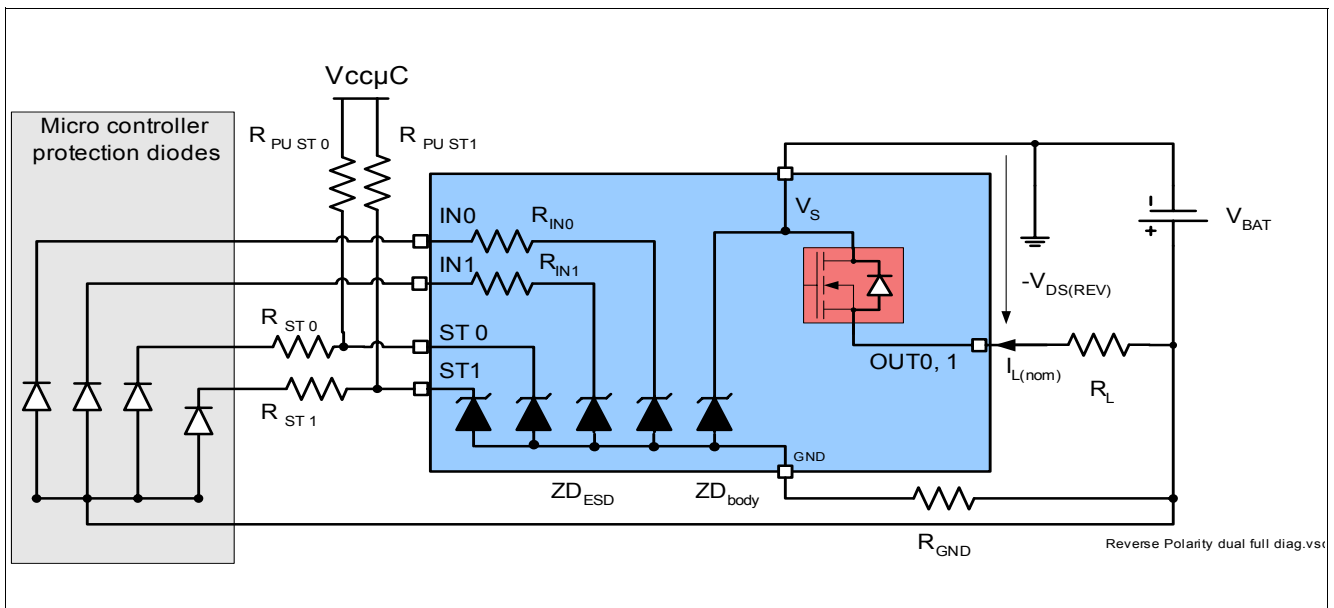 VccµC
Micro controller
protection diodes
R PU ST 0
R PU ST1
IN0
R IN0
IN1
R IN1
R ST 0
ST 0
R ST 1
ST1
V S
-
+
V BAT
-V DS(REV)
OUT0, 1
I L(nom)
R L
GND
ZD ESD
ZD body
R GND
Reverse Polarity dual full diag.vs